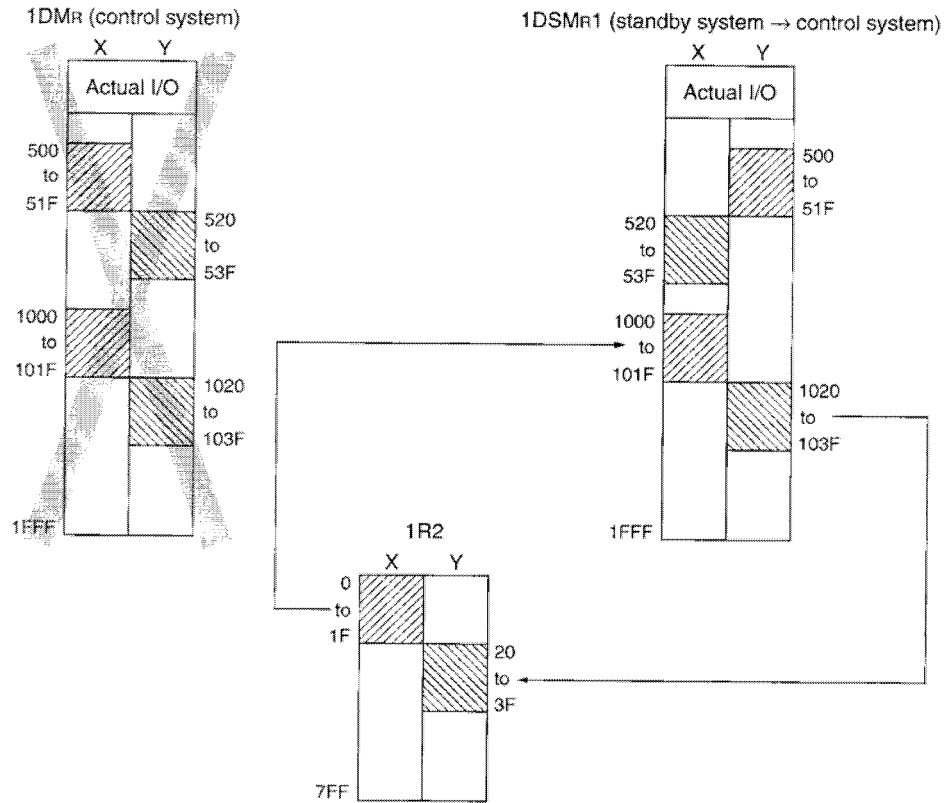 1DMR (control system)
X Y
Actual I/O
500
to
51F
520
to
53F
1000
to
101F
1020
to
103F
1FFF
1DSMR1 (standby system → control system)
X Y
Actual I/O
500
to
51F
520
to
53F
1000
to
101F
1020
to
103F
1FFF
1R2
X Y
0
to
1F
20
to
3F
7FF